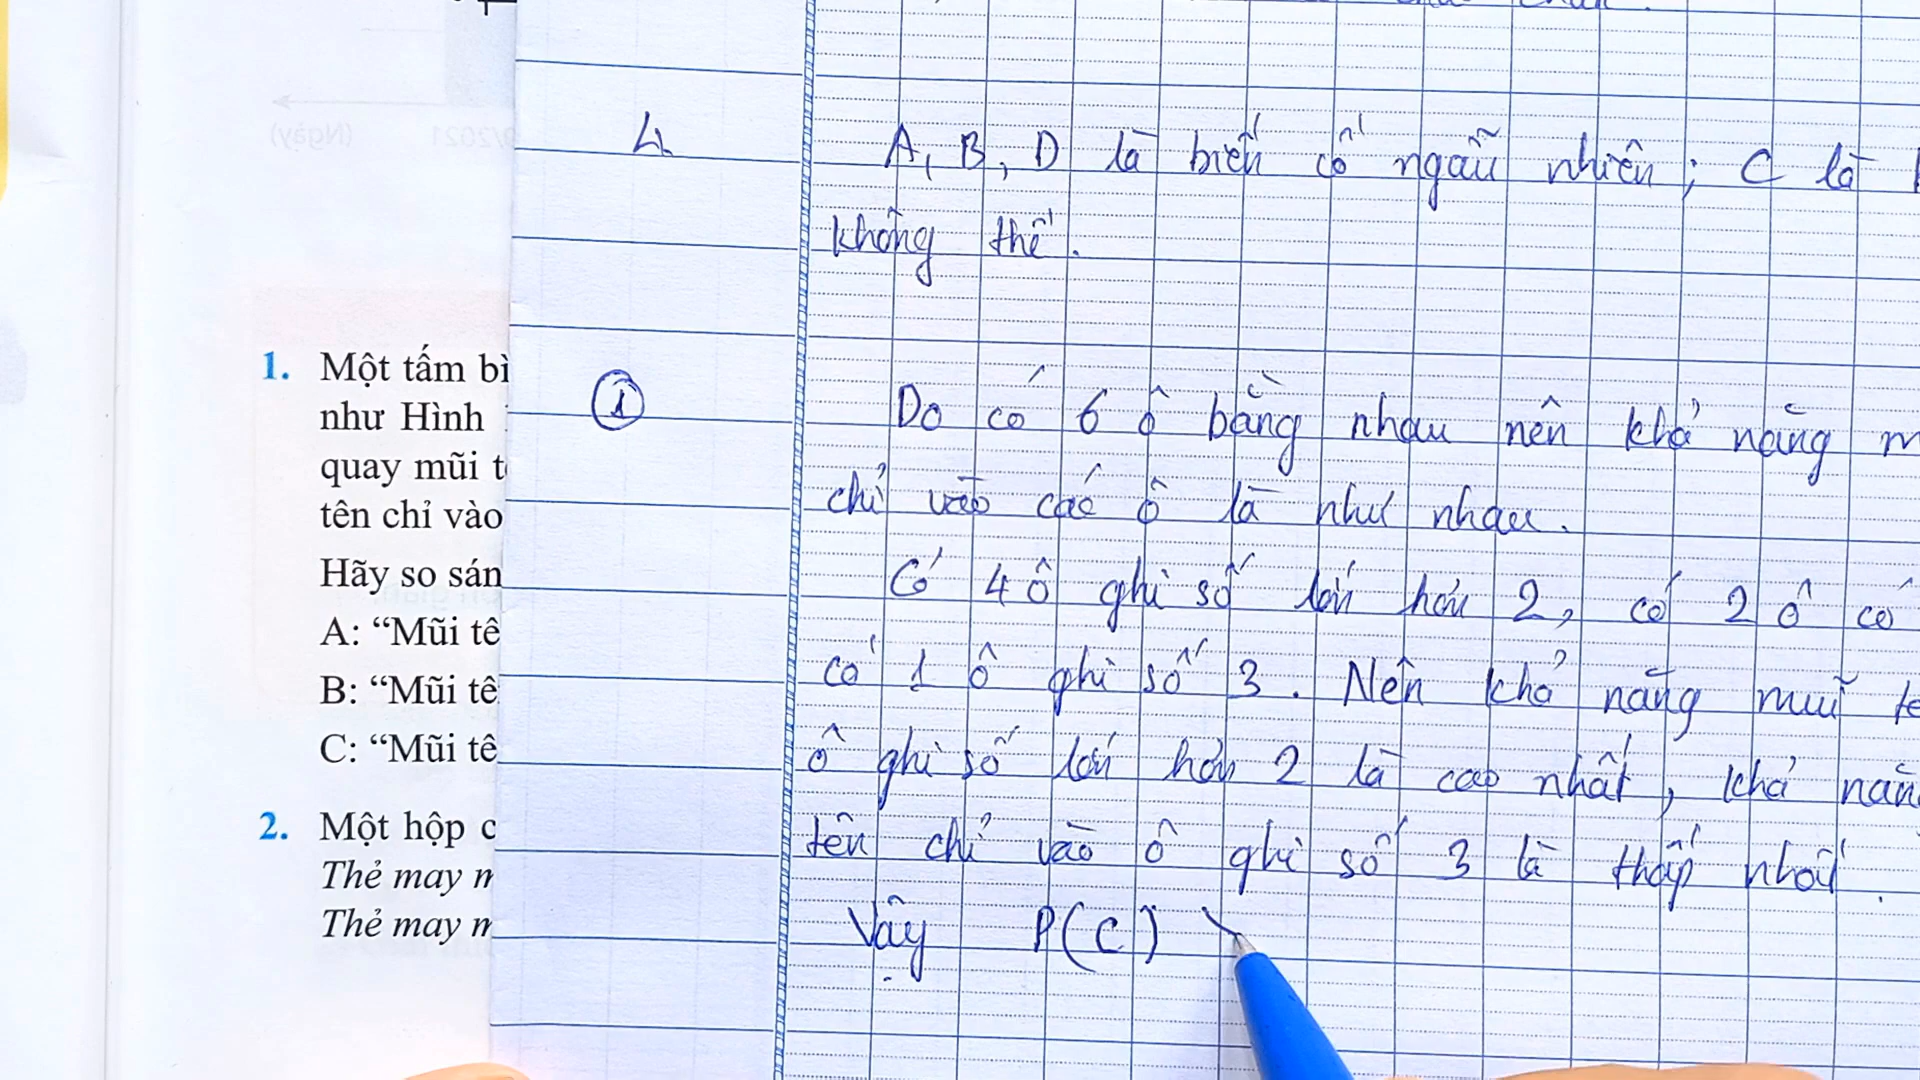 A, B, D là biến cố ngẫu nhiên; C là
không thể.
1. Một tấm bì
như Hình
quay mũi t
tên chỉ vào
Hãy so sán
A: “Mũi tê
B: “Mũi tê
C: “Mũi tê
2. Một hộp c
Thẻ may m
Thẻ may m
1
Do có 6 ô bằng nhau nên khả năng m
chỉ vào các ô là như nhau.
Có 4 ô ghi số lớn hơn 2, có 2 ô có
có 1 ô ghi số 3. Nên khả năng mũi tê
ô ghi số lớn hơn 2 là cao nhất, khả năn
tên chỉ vào ô ghi số 3 là thấp nhất.
Vậy P(C)